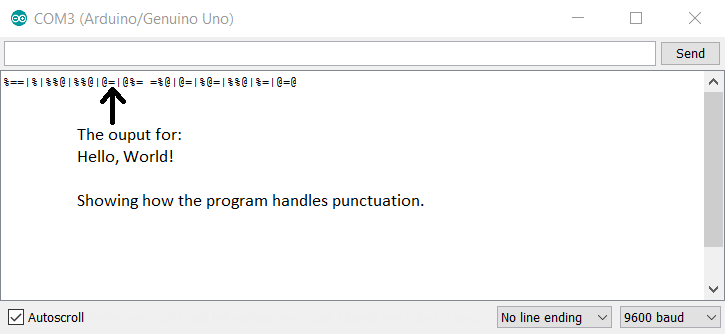 COM3 (Arduino/Genuino Uno)
Send
%==|%|%%@|%%@|@=|@%= =%@|@=|%@=|%%@|%=|@=@
The ouput for:
Hello, World!
Showing how the program handles punctuation.
Autoscroll
No line ending
9600 baud